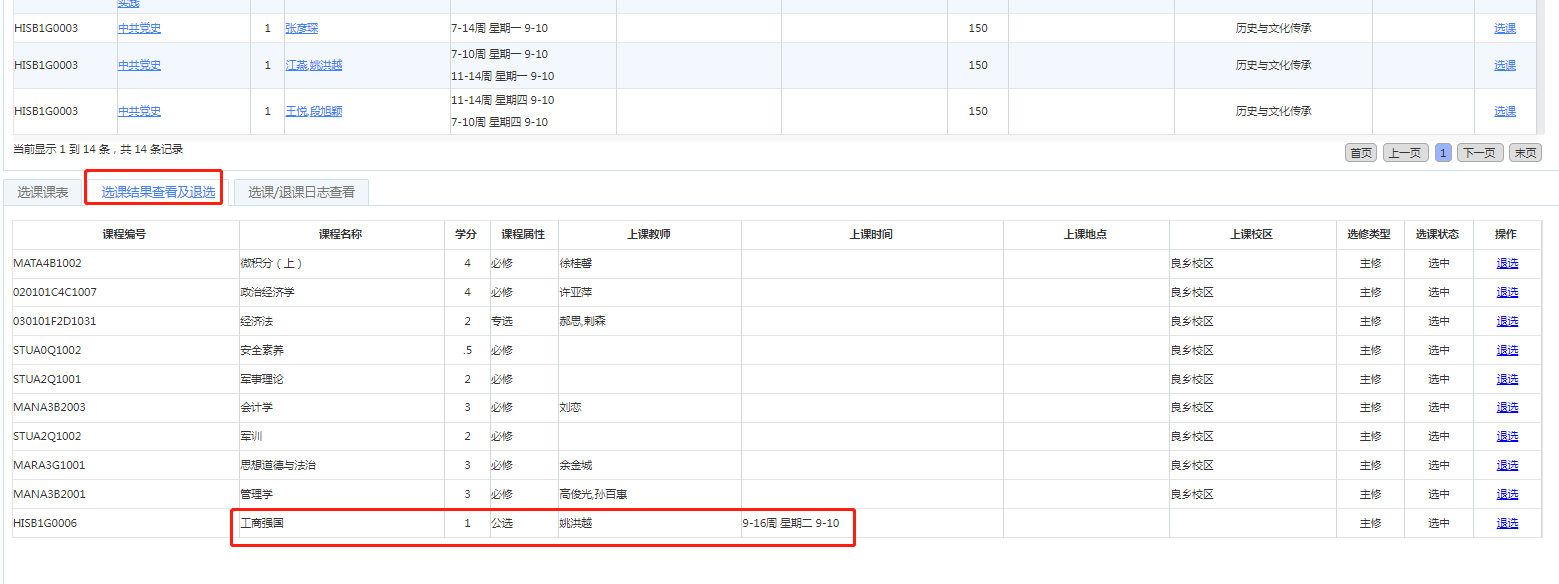 实践
HISB1G0003 中共党史 1 张彦琛 7-14周 星期一 9-10 150 历史与文化传承 选课
HISB1G0003 中共党史 1 江燕,姚洪越 7-10周 星期一 9-10 11-14周 星期一 9-10 150 历史与文化传承 选课
HISB1G0003 中共党史 1 王悦,段旭颖 11-14周 星期四 9-10 7-10周 星期四 9-10 150 历史与文化传承 选课
当前显示 1 到 14 条，共 14 条记录 首页 上一页 1 下一页 末页
选课课表 选课结果查看及退选 选课/退课日志查看
课程编号 课程名称 学分 课程属性 上课教师 上课时间 上课地点 上课校区 选修类型 选课状态 操作
MATA4B1002 微积分（上） 4 必修 徐桂馨 良乡校区 主修 选中 退选
020101C4C1007 政治经济学 4 必修 许亚萍 良乡校区 主修 选中 退选
030101F2D1031 经济法 2 专选 郝思,刺森 良乡校区 主修 选中 退选
STUA0Q1002 安全素养 .5 必修 良乡校区 主修 选中 退选
STUA2Q1001 军事理论 2 必修 良乡校区 主修 选中 退选
MANA3B2003 会计学 3 必修 刘恋 良乡校区 主修 选中 退选
STUA2Q1002 军训 2 必修 良乡校区 主修 选中 退选
MARA3G1001 思想道德与法治 3 必修 余金城 良乡校区 主修 选中 退选
MANA3B2001 管理学 3 必修 高俊光,孙百惠 良乡校区 主修 选中 退选
HISB1G0006 工商强国 1 公选 姚洪越 9-16周 星期二 9-10 主修 选中 退选